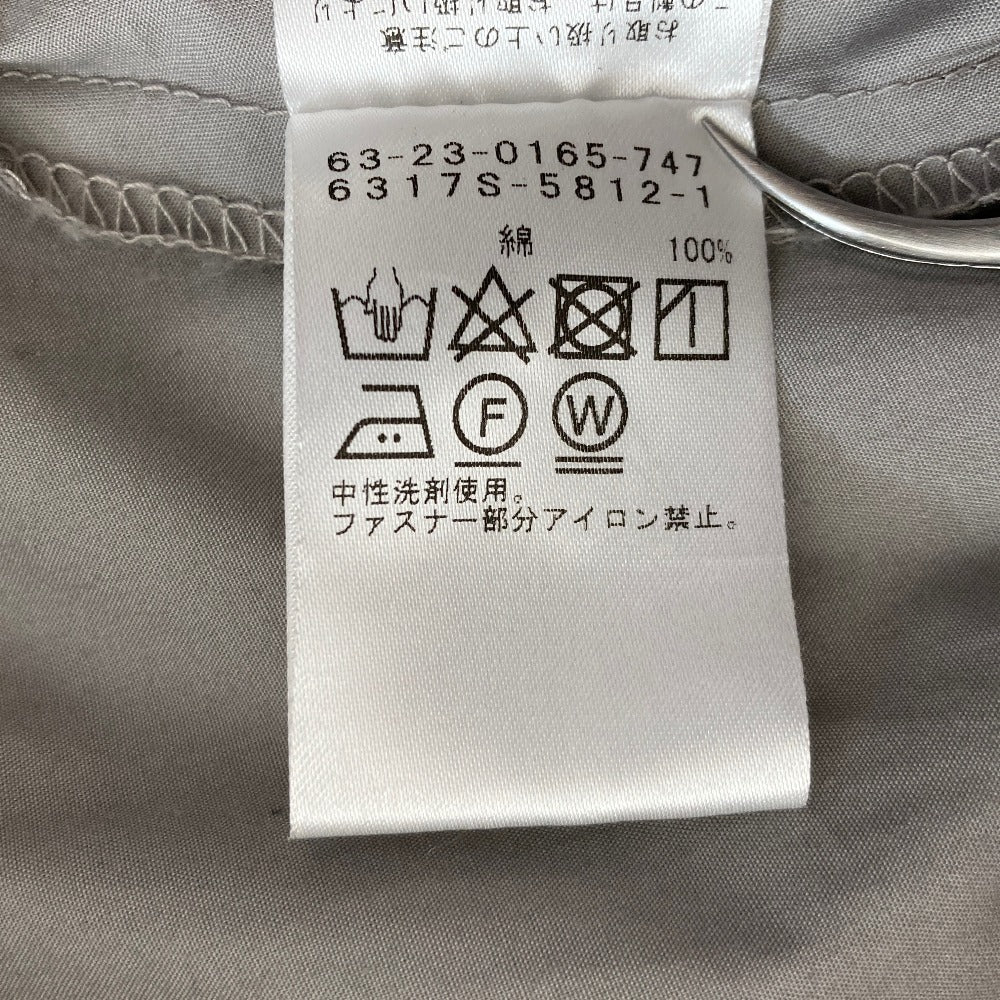 お取り扱い上のご注意
63-23-0165-747
6317S-5812-1
綿 100%
F W
中性洗剤使用。
ファスナー部分アイロン禁止。